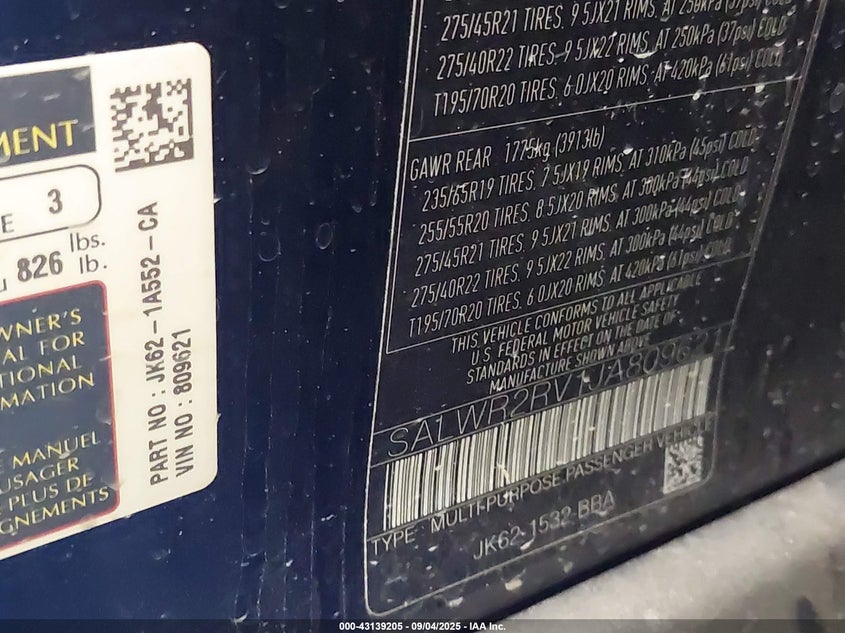 MENT
E 3
lbs.
826 lb.
WNER'S
AL FOR
TIONAL
MATION
E MANUEL
USAGER
PLUS DE
GNEMENTS
PART NO : JK62-1A552-CA
VIN NO : 809621
275/45R21 TIRES, 9.5JX21 RIMS, AT 250kPa (37psi) COLD
275/40R22 TIRES, 9.5JX22 RIMS, AT 250kPa (37psi) COLD
T195/70R20 TIRES, 6.0JX20 RIMS, AT 420kPa (61psi) COLD
GAWR REAR 1775kg (3913lb)
235/65R19 TIRES, 7.5JX19 RIMS, AT 310kPa (45psi) COLD
255/55R20 TIRES, 8.5JX20 RIMS, AT 300kPa (44psi) COLD
275/45R21 TIRES, 9.5JX21 RIMS, AT 300kPa (44psi) COLD
275/40R22 TIRES, 9.5JX22 RIMS, AT 300kPa (44psi) COLD
T195/70R20 TIRES, 6.0JX20 RIMS, AT 420kPa (61psi) COLD
THIS VEHICLE CONFORMS TO ALL APPLICABLE
U.S. FEDERAL MOTOR VEHICLE SAFETY
STANDARDS IN EFFECT ON THE DATE OF
MANUFACTURE SHOWN ABOVE
SALWR2RV1JA809621
TYPE: MULTI-PURPOSE PASSENGER VEHICLE
JK62-1532-BBA
000-43139205 - 09/04/2025 - IAA Inc.